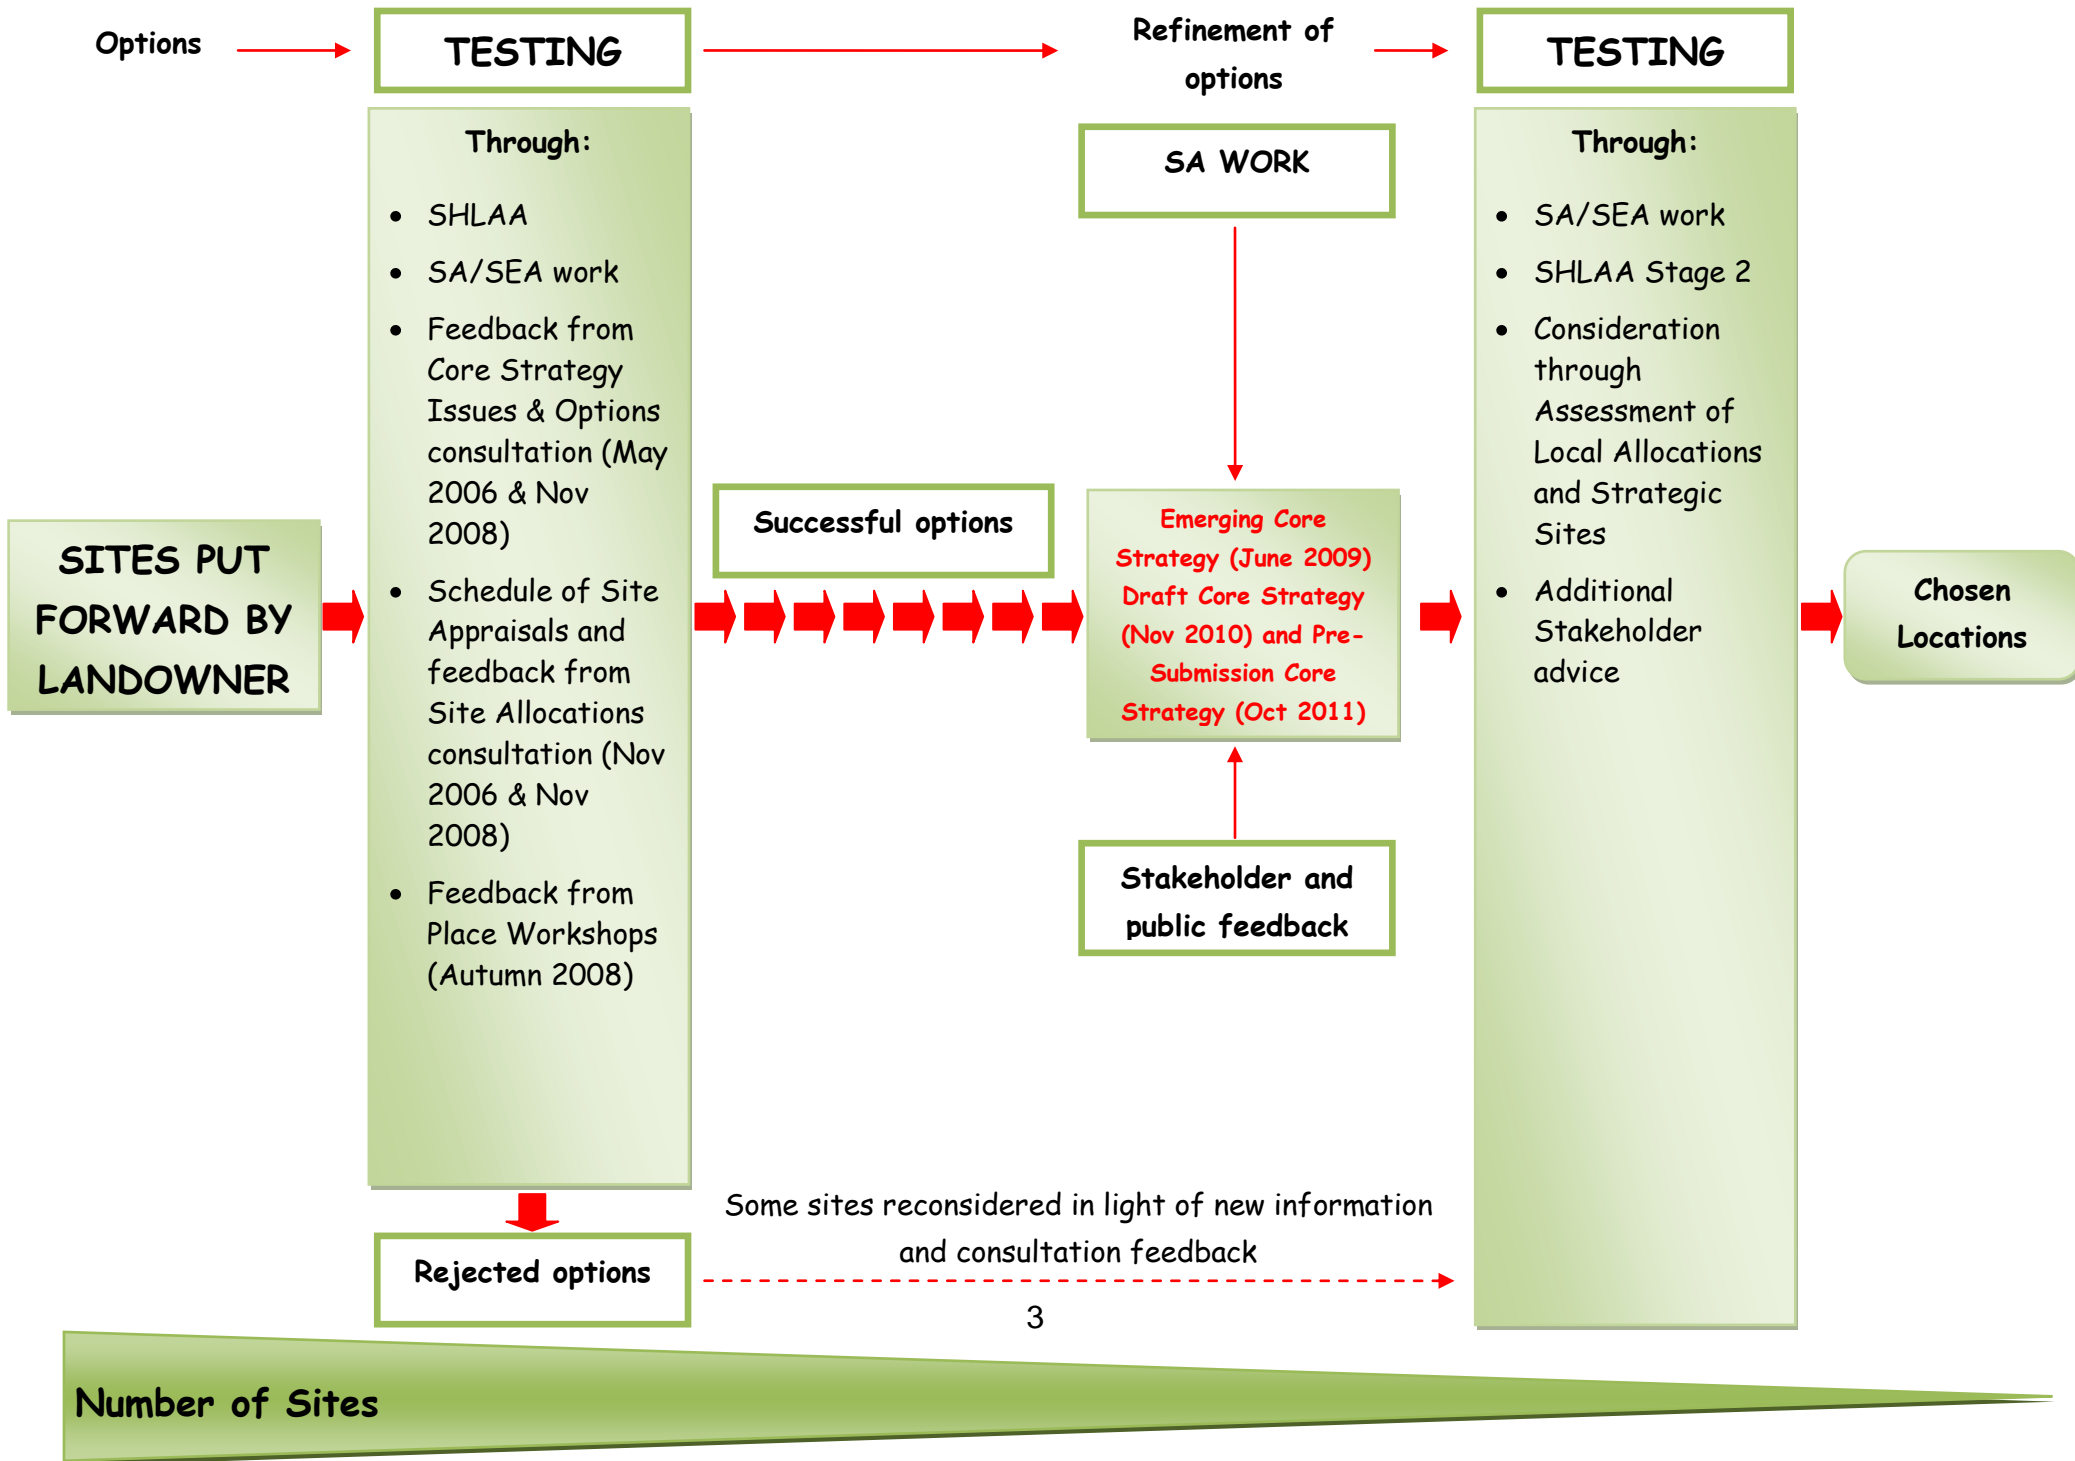 Options
TESTING
Refinement of
options
TESTING
SITES PUT
FORWARD BY
LANDOWNER
Through:
• SHLAA
• SA/SEA work
• Feedback from
Core Strategy
Issues & Options
consultation (May
2006 & Nov
2008)
• Schedule of Site
Appraisals and
feedback from
Site Allocations
consultation (Nov
2006 & Nov
2008)
• Feedback from
Place Workshops
(Autumn 2008)
Successful options
SA WORK
Emerging Core
Strategy (June 2009)
Draft Core Strategy
(Nov 2010) and Pre-
Submission Core
Strategy (Oct 2011)
Stakeholder and
public feedback
Through:
• SA/SEA work
• SHLAA Stage 2
• Consideration
through
Assessment of
Local Allocations
and Strategic
Sites
• Additional
Stakeholder
advice
Chosen
Locations
Rejected options
Some sites reconsidered in light of new information
and consultation feedback
3
Number of Sites